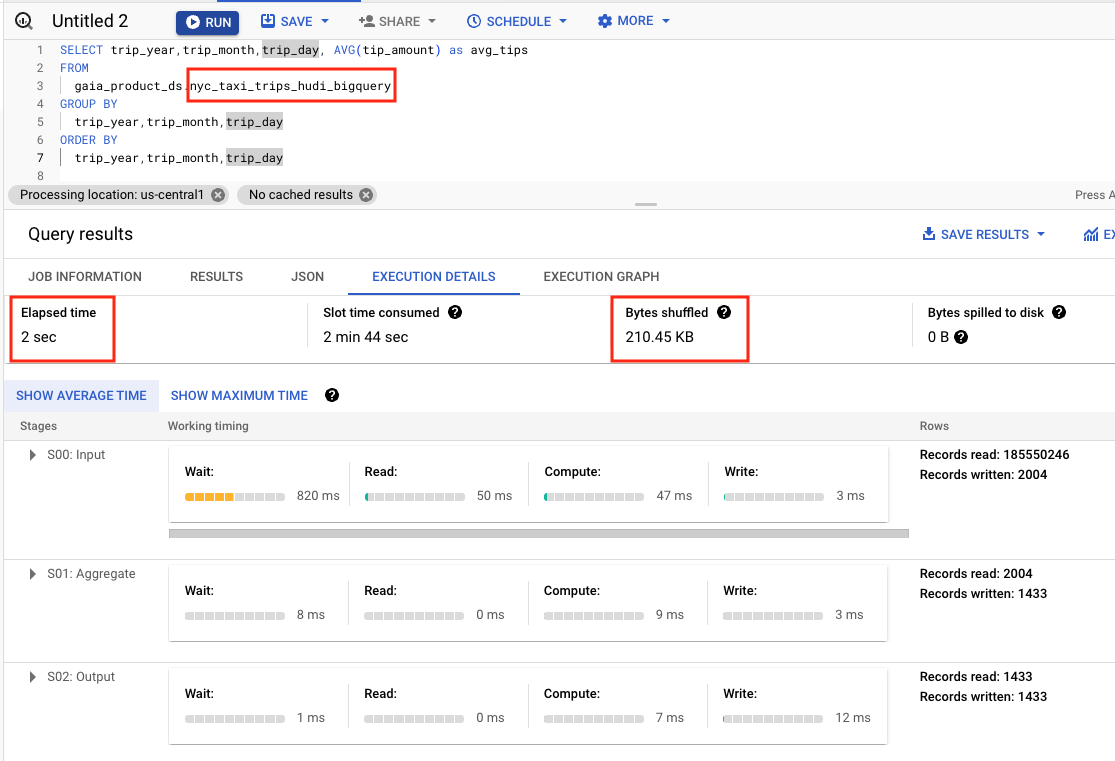 Untitled 2 RUN SAVE SHARE SCHEDULE MORE
1 SELECT trip_year,trip_month,trip_day, AVG(tip_amount) as avg_tips
2 FROM
3 gaia_product_ds.nyc_taxi_trips_hudi_bigquery
4 GROUP BY
5 trip_year,trip_month,trip_day
6 ORDER BY
7 trip_year,trip_month,trip_day
8
Processing location: us-central1 No cached results Press A
Query results SAVE RESULTS EX
JOB INFORMATION RESULTS JSON EXECUTION DETAILS EXECUTION GRAPH
Elapsed time Slot time consumed ? Bytes shuffled ? Bytes spilled to disk ?
2 sec 2 min 44 sec 210.45 KB 0 B ?
SHOW AVERAGE TIME SHOW MAXIMUM TIME ?
Stages Working timing Rows
S00: Input Records read: 185550246
Wait: Read: Compute: Write: Records written: 2004
820 ms 50 ms 47 ms 3 ms
S01: Aggregate Records read: 2004
Wait: Read: Compute: Write: Records written: 1433
8 ms 0 ms 9 ms 3 ms
S02: Output Records read: 1433
Wait: Read: Compute: Write: Records written: 1433
1 ms 0 ms 7 ms 12 ms